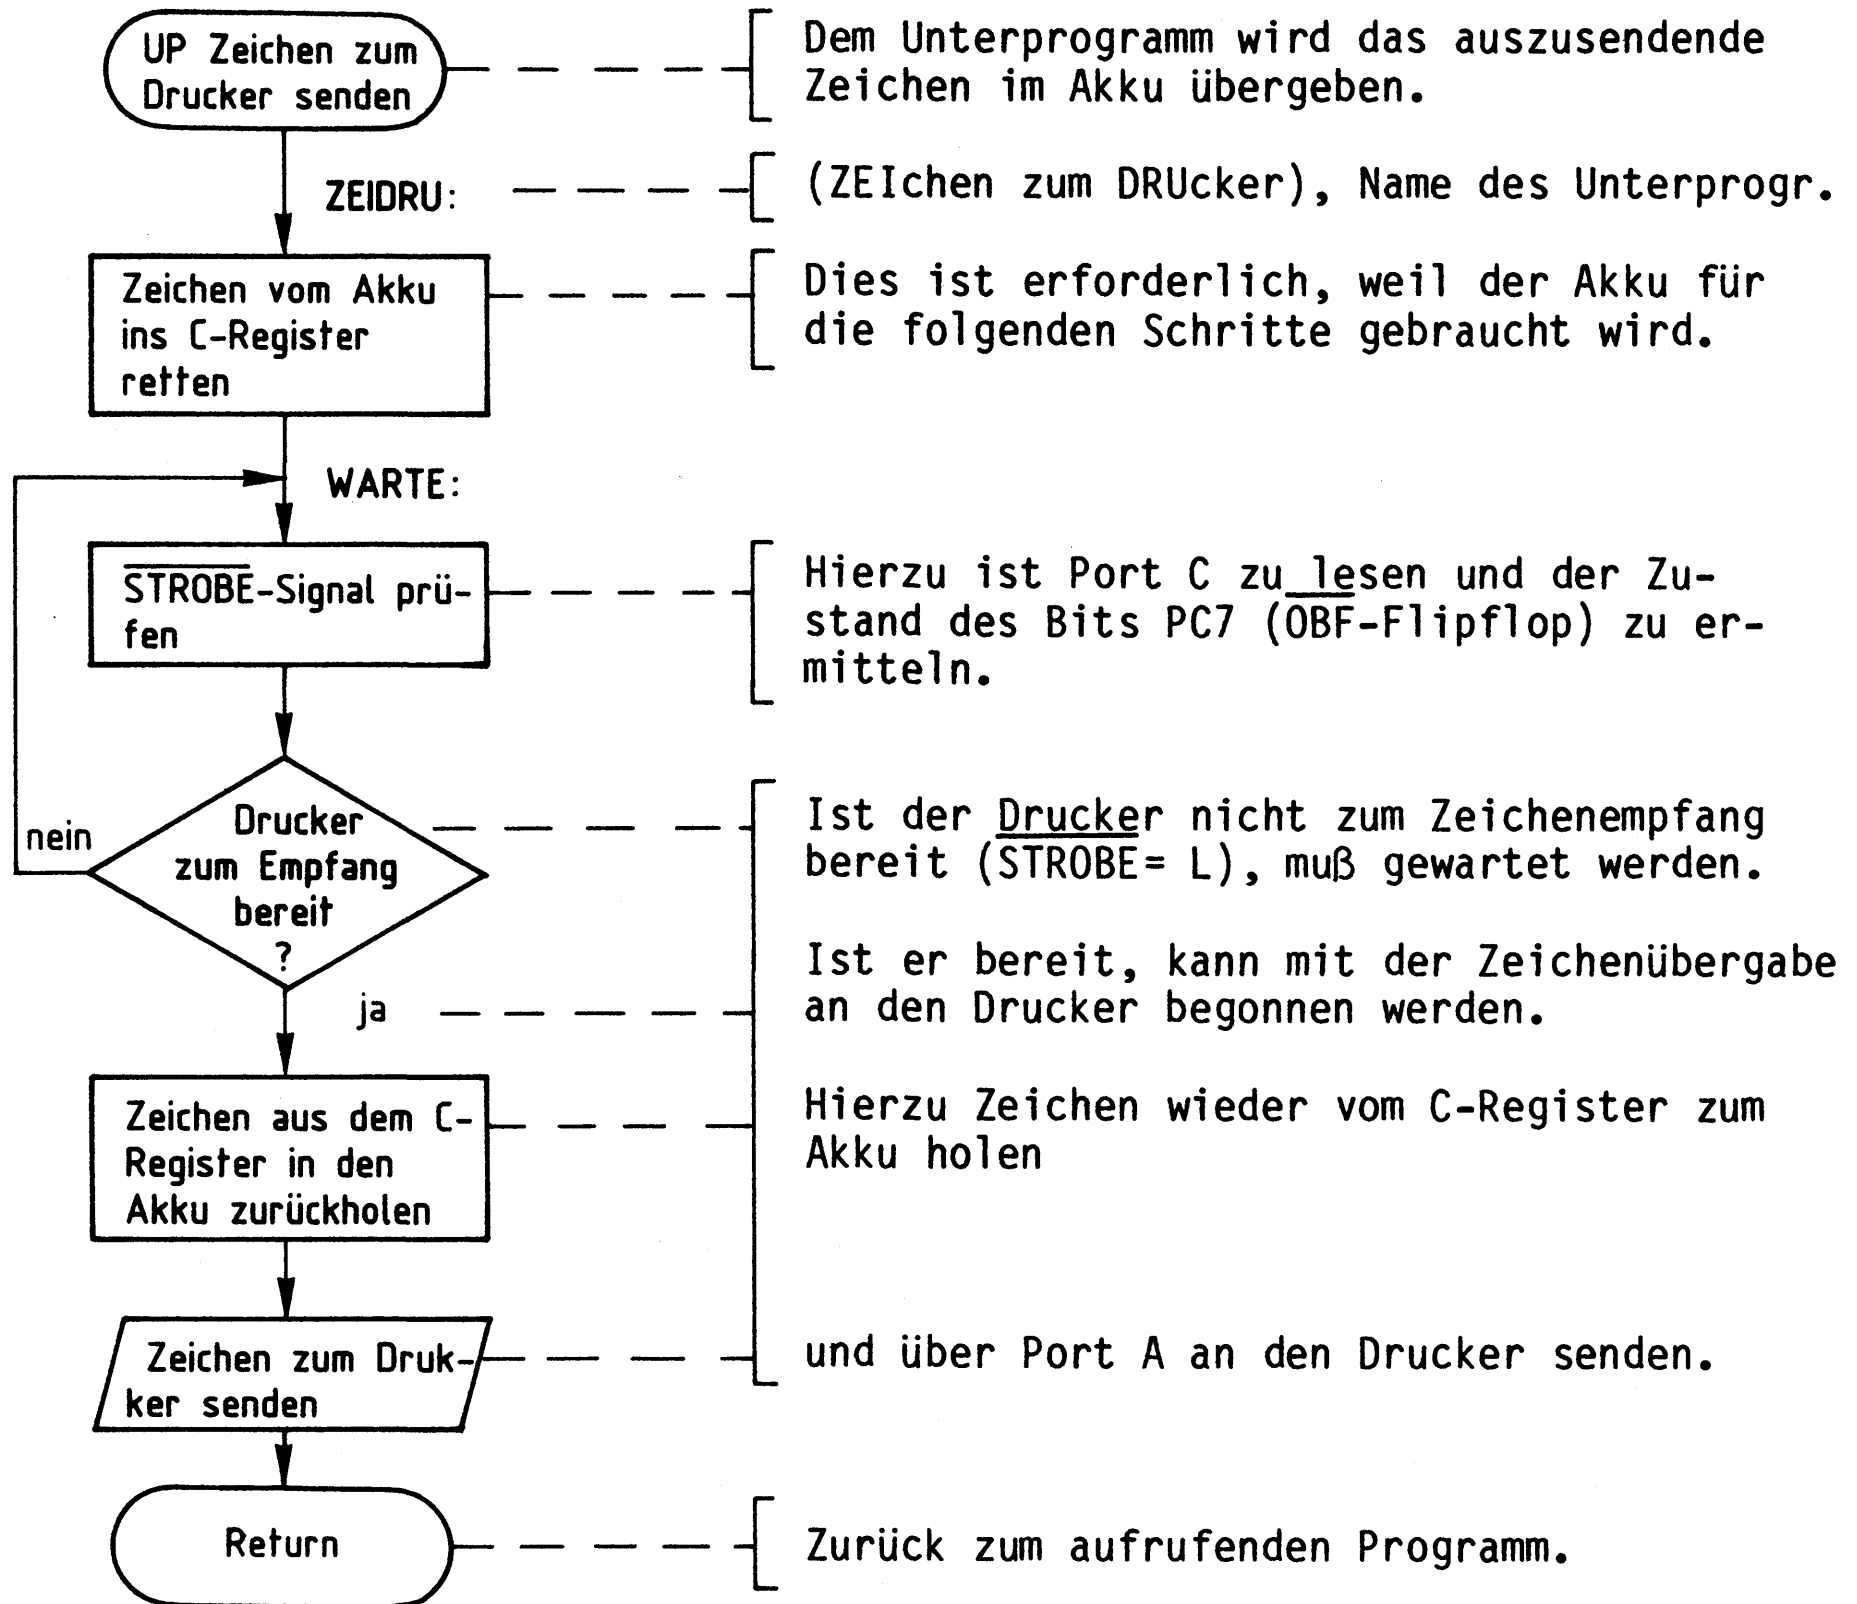 UP Zeichen zum
Drucker senden
Dem Unterprogramm wird das auszusendende
Zeichen im Akku übergeben.
ZEIDRU:
(ZEIchen zum DRUcker), Name des Unterprogr.
Zeichen vom Akku
ins C-Register
retten
Dies ist erforderlich, weil der Akku für
die folgenden Schritte gebraucht wird.
WARTE:
STROBE-Signal prü-
fen
Hierzu ist Port C zu lesen und der Zu-
stand des Bits PC7 (OBF-Flipflop) zu er-
mitteln.
nein
Drucker
zum Empfang
bereit
?
Ist der Drucker nicht zum Zeichenempfang
bereit (STROBE= L), muß gewartet werden.
ja
Ist er bereit, kann mit der Zeichenübergabe
an den Drucker begonnen werden.
Zeichen aus dem C-
Register in den
Akku zurückholen
Hierzu Zeichen wieder vom C-Register zum
Akku holen
Zeichen zum Druk-
ker senden
und über Port A an den Drucker senden.
Return
Zurück zum aufrufenden Programm.